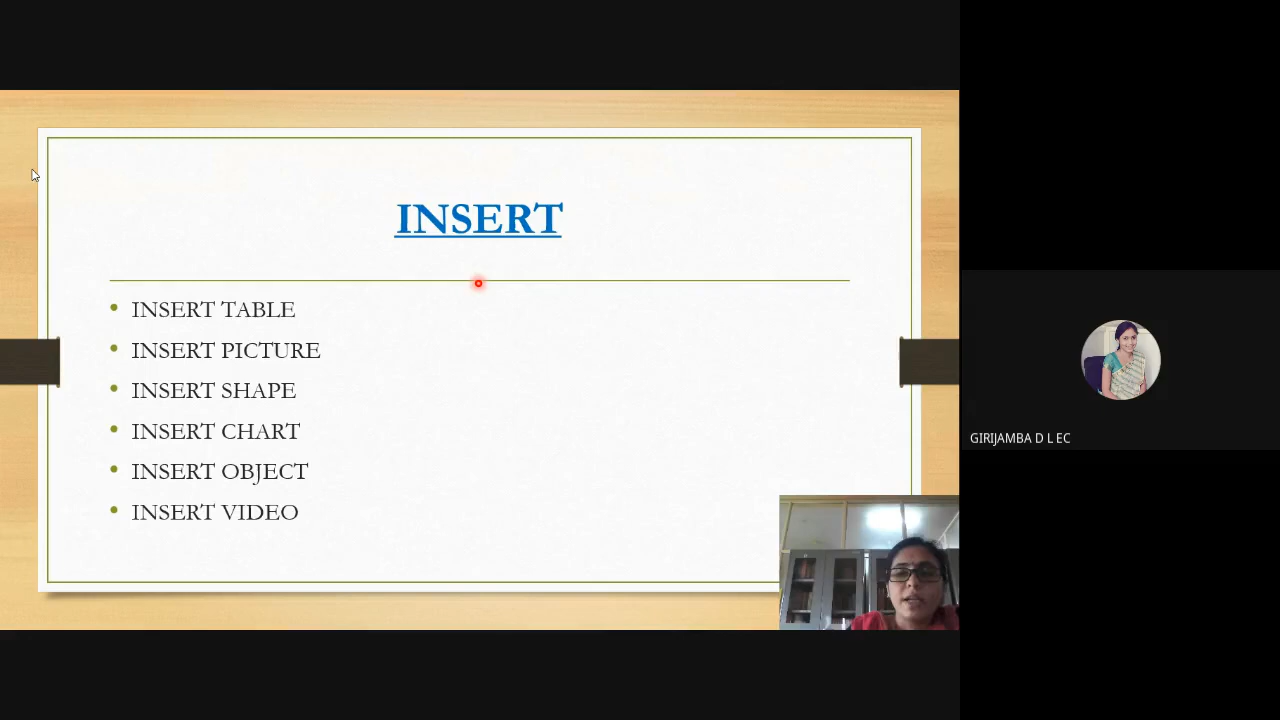 INSERT
INSERT TABLE
INSERT PICTURE
INSERT SHAPE
INSERT CHART
INSERT OBJECT
INSERT VIDEO
GIRIJAMBA D L EC